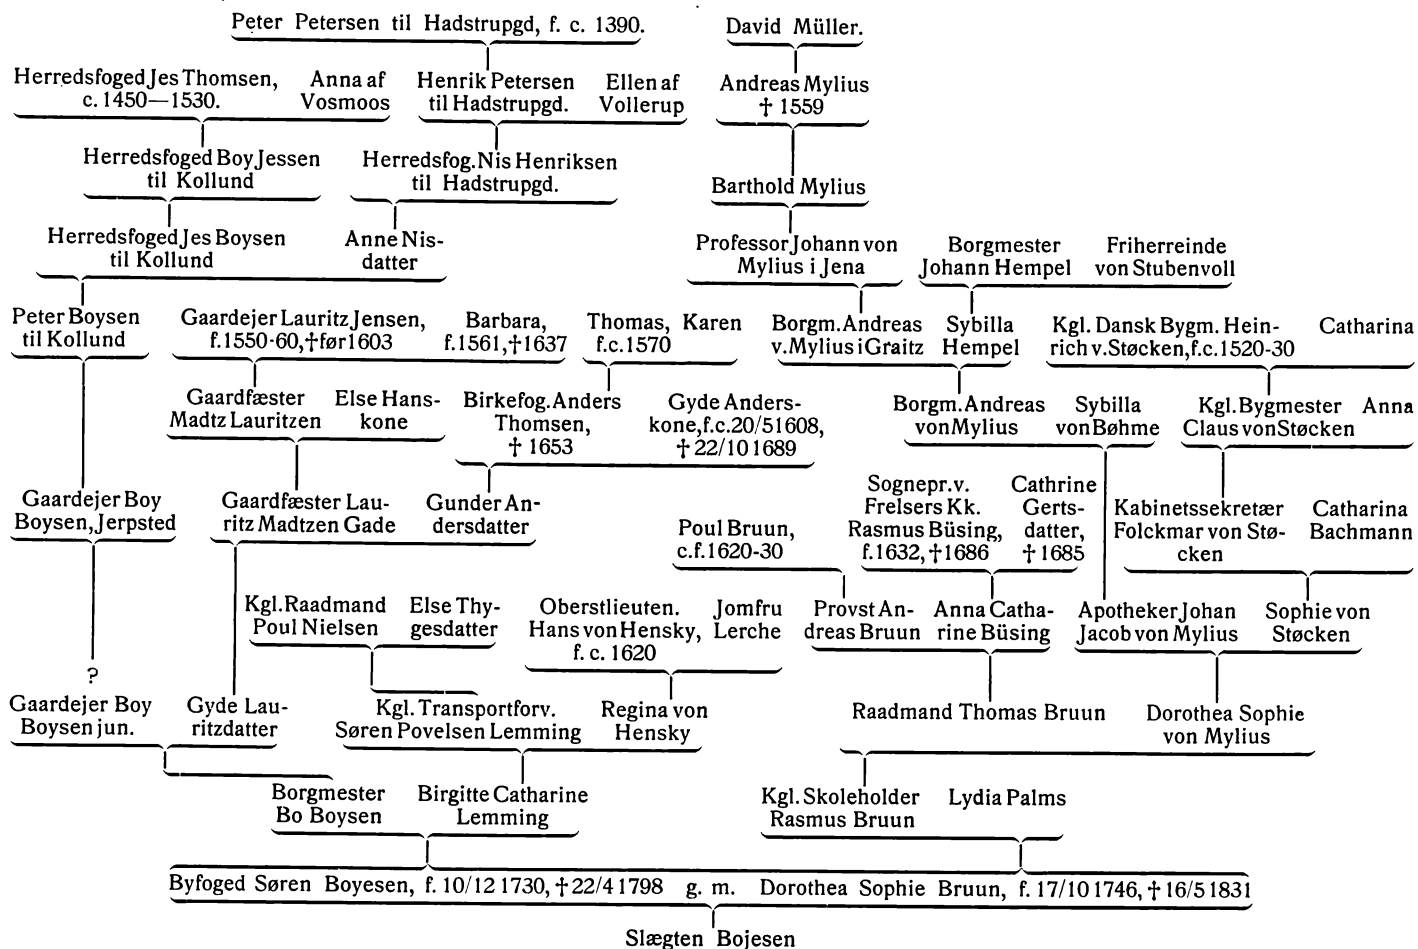 Peter Petersen til Hadstrupgd, f. c. 1390.
David Müller.
Herredsfoged Jes Thomsen,
c. 1450—1530.
Anna af
Vosmoos
Henrik Petersen
til Hadstrupgd.
Ellen af
Vollerup
Andreas Mylius
† 1559
Herredsfoged Boy Jessen
til Kollund
Herredsfog. Nis Henriksen
til Hadstrupgd.
Barthold Mylius
Herredsfoged Jes Boysen
til Kollund
Anne Nis-
datter
Professor Johann von
Mylius i Jena
Borgmester
Johann Hempel
Friherreinde
von Stubenvoll
Peter Boysen
til Kollund
Gaardejer Lauritz Jensen,
f. 1550-60, † før 1603
Barbara,
f. 1561, † 1637
Thomas, Karen
f. c. 1570
Borgm. Andreas
v. Mylius i Graitz
Sybilla
Hempel
Kgl. Dansk Bygm. Hein-
rich v. Støcken, f. c. 1520-30
Catharina
Gaardfæster
Madtz Lauritzen
Else Hans-
kone
Birkefog. Anders
Thomsen,
† 1653
Gyde Anders-
kone, f. c. 20/5 1608,
† 22/10 1689
Borgm. Andreas
von Mylius
Sybilla
von Bøhme
Kgl. Bygmester
Claus von Støcken
Anna
Gaardejer Boy
Boysen, Jerpsted
Gaardfæster Lau-
ritz Madtzen Gade
Gunder An-
dersdatter
Poul Bruun,
c. f. 1620-30
Sognepr. v.
Frelsers Kk.
Rasmus Büsing,
f. 1632, † 1686
Cathrine
Gerts-
datter,
† 1685
Kabinetssekretær
Folckmar von Stø-
cken
Catharina
Bachmann
Kgl. Raadmand
Poul Nielsen
Else Thy-
gesdatter
Oberstlieuten.
Hans von Hensky,
f. c. 1620
Jomfru
Lerche
Provst An-
dreas Bruun
Anna Catha-
rine Büsing
Apotheker Johan
Jacob von Mylius
Sophie von
Støcken
?
Gaardejer Boy
Boysen jun.
Gyde Lau-
ritzdatter
Kgl. Transportforv.
Søren Povelsen Lemming
Regina von
Hensky
Raadmand Thomas Bruun
Dorothea Sophie
von Mylius
Borgmester
Bo Boysen
Birgitte Catharine
Lemming
Kgl. Skoleholder
Rasmus Bruun
Lydia Palms
Byfoged Søren Boyesen, f. 10/12 1730, † 22/4 1798 g. m. Dorothea Sophie Bruun, f. 17/10 1746, † 16/5 1831
Slægten Bojesen